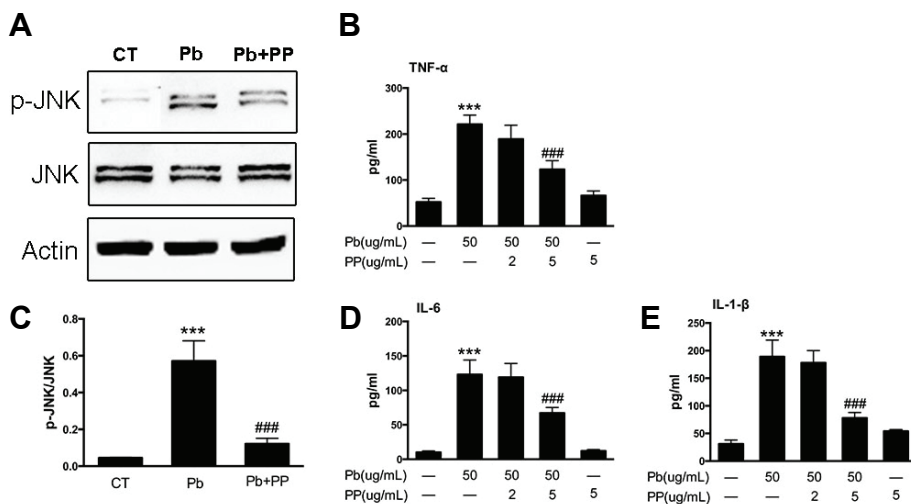 A
CT Pb Pb+PP
p-JNK
JNK
Actin
B
TNF-α
pg/ml
300
200
100
0
***
###
Pb(ug/mL) — 50 50 50 —
PP(ug/mL) — — 2 5 5
C
p-JNK/JNK
0.8
0.6
0.4
0.2
0.0
***
###
CT Pb Pb+PP
D
IL-6
pg/ml
200
150
100
50
0
***
###
Pb(ug/mL) — 50 50 50 —
PP(ug/mL) — — 2 5 5
E
IL-1-β
pg/ml
250
200
150
100
50
0
***
###
Pb(ug/mL) — 50 50 50 —
PP(ug/mL) — — 2 5 5